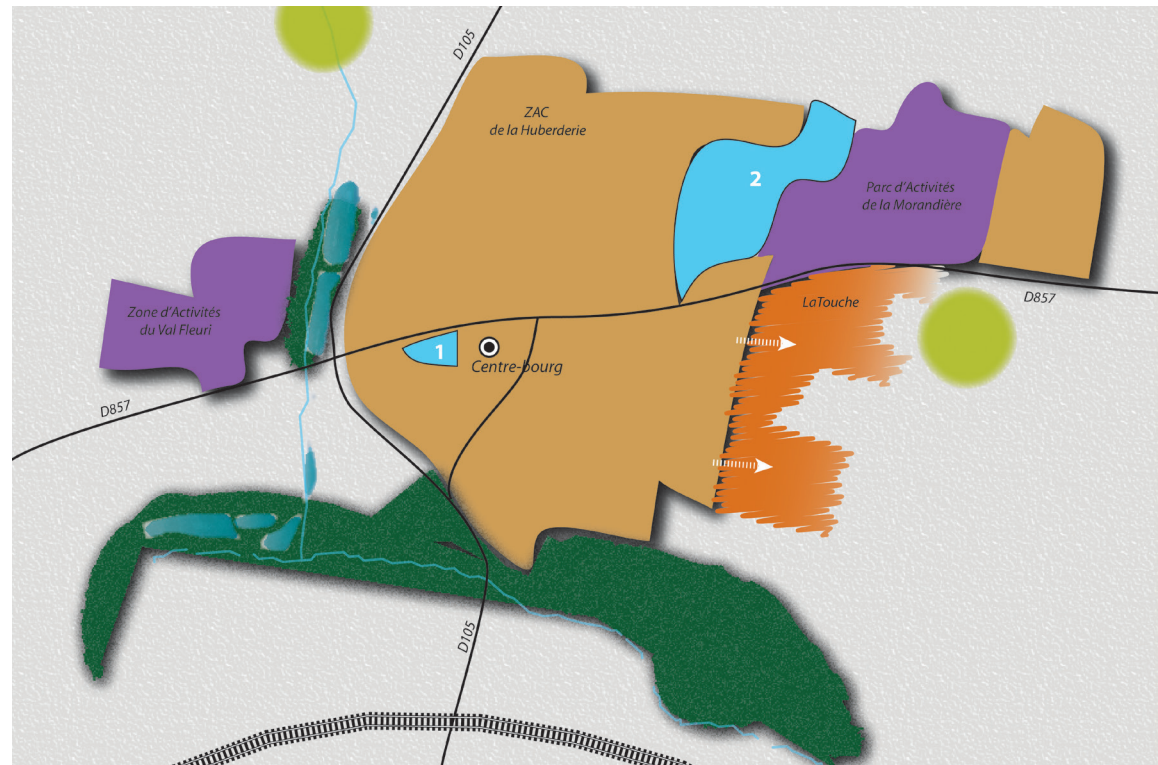 D105
ZAC
de la Huberderie
2
Parc d'Activités
de la Morandière
Zone d'Activités
du Val Fleuri
LaTouche
D857
1
Centre-bourg
D857
D105